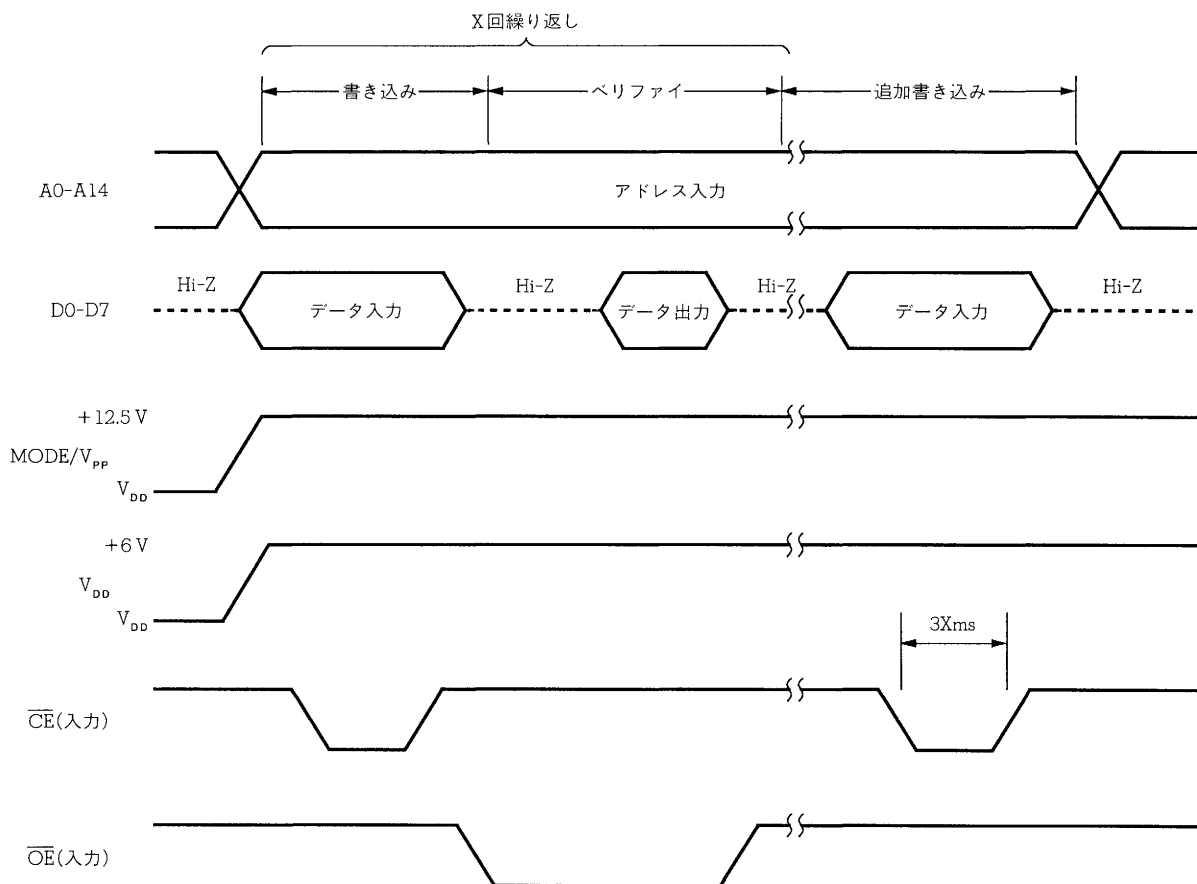 X回繰り返し
書き込み
ベリファイ
追加書き込み
A0-A14
アドレス入力
Hi-Z
Hi-Z
Hi-Z
Hi-Z
D0-D7
データ入力
データ出力
データ入力
+12.5 V
MODE/VPP
VDD
+6 V
VDD
VDD
3Xms
CE(入力)
OE(入力)